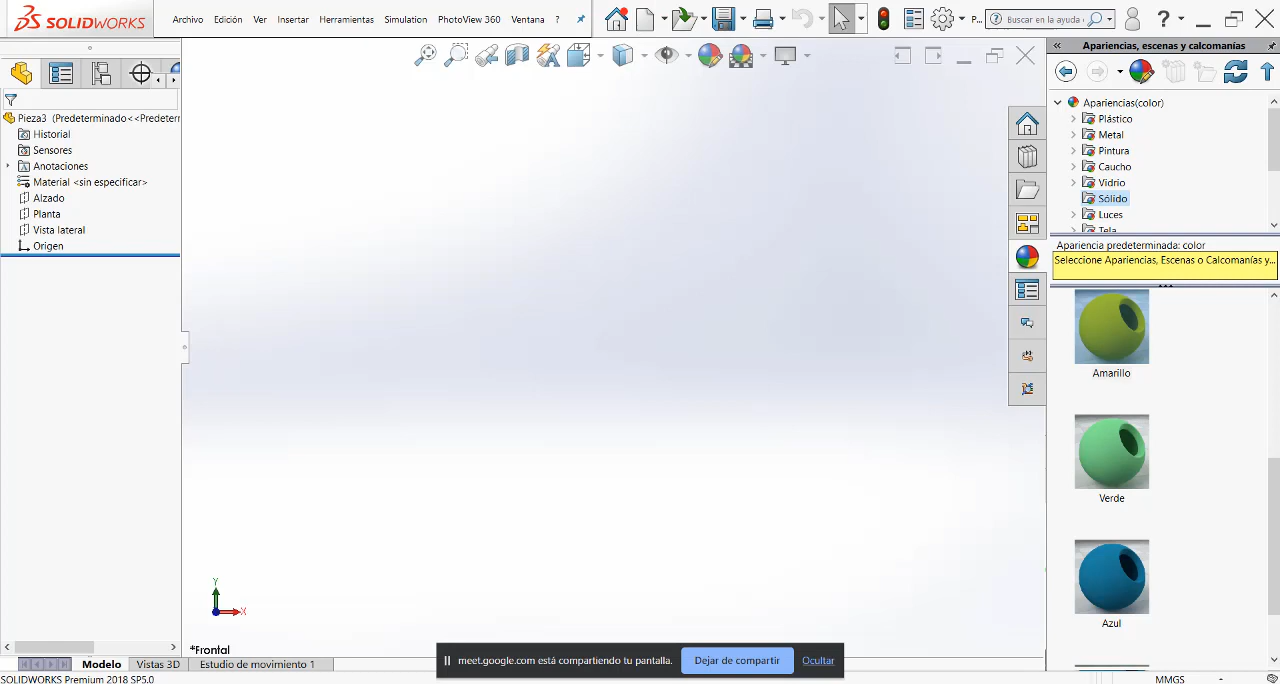 SOLIDWORKS
Archivo Edición Ver Insertar Herramientas Simulation PhotoView 360 Ventana ?
P...
Buscar en la ayuda
?
Apariencias, escenas y calcomanías
Pieza3 (Predeterminado<<Predeterm
Historial
Sensores
Anotaciones
Material <sin especificar>
Alzado
Planta
Vista lateral
Origen
Apariencias(color)
Plástico
Metal
Pintura
Caucho
Vidrio
Sólido
Luces
Tela
Apariencia predeterminada: color
Seleccione Apariencias, Escenas o Calcomanías y...
Amarillo
Verde
Azul
Y
X
*Frontal
meet.google.com está compartiendo tu pantalla.
Dejar de compartir
Ocultar
Modelo Vistas 3D Estudio de movimiento 1
SOLIDWORKS Premium 2018 SP5.0
MMGS